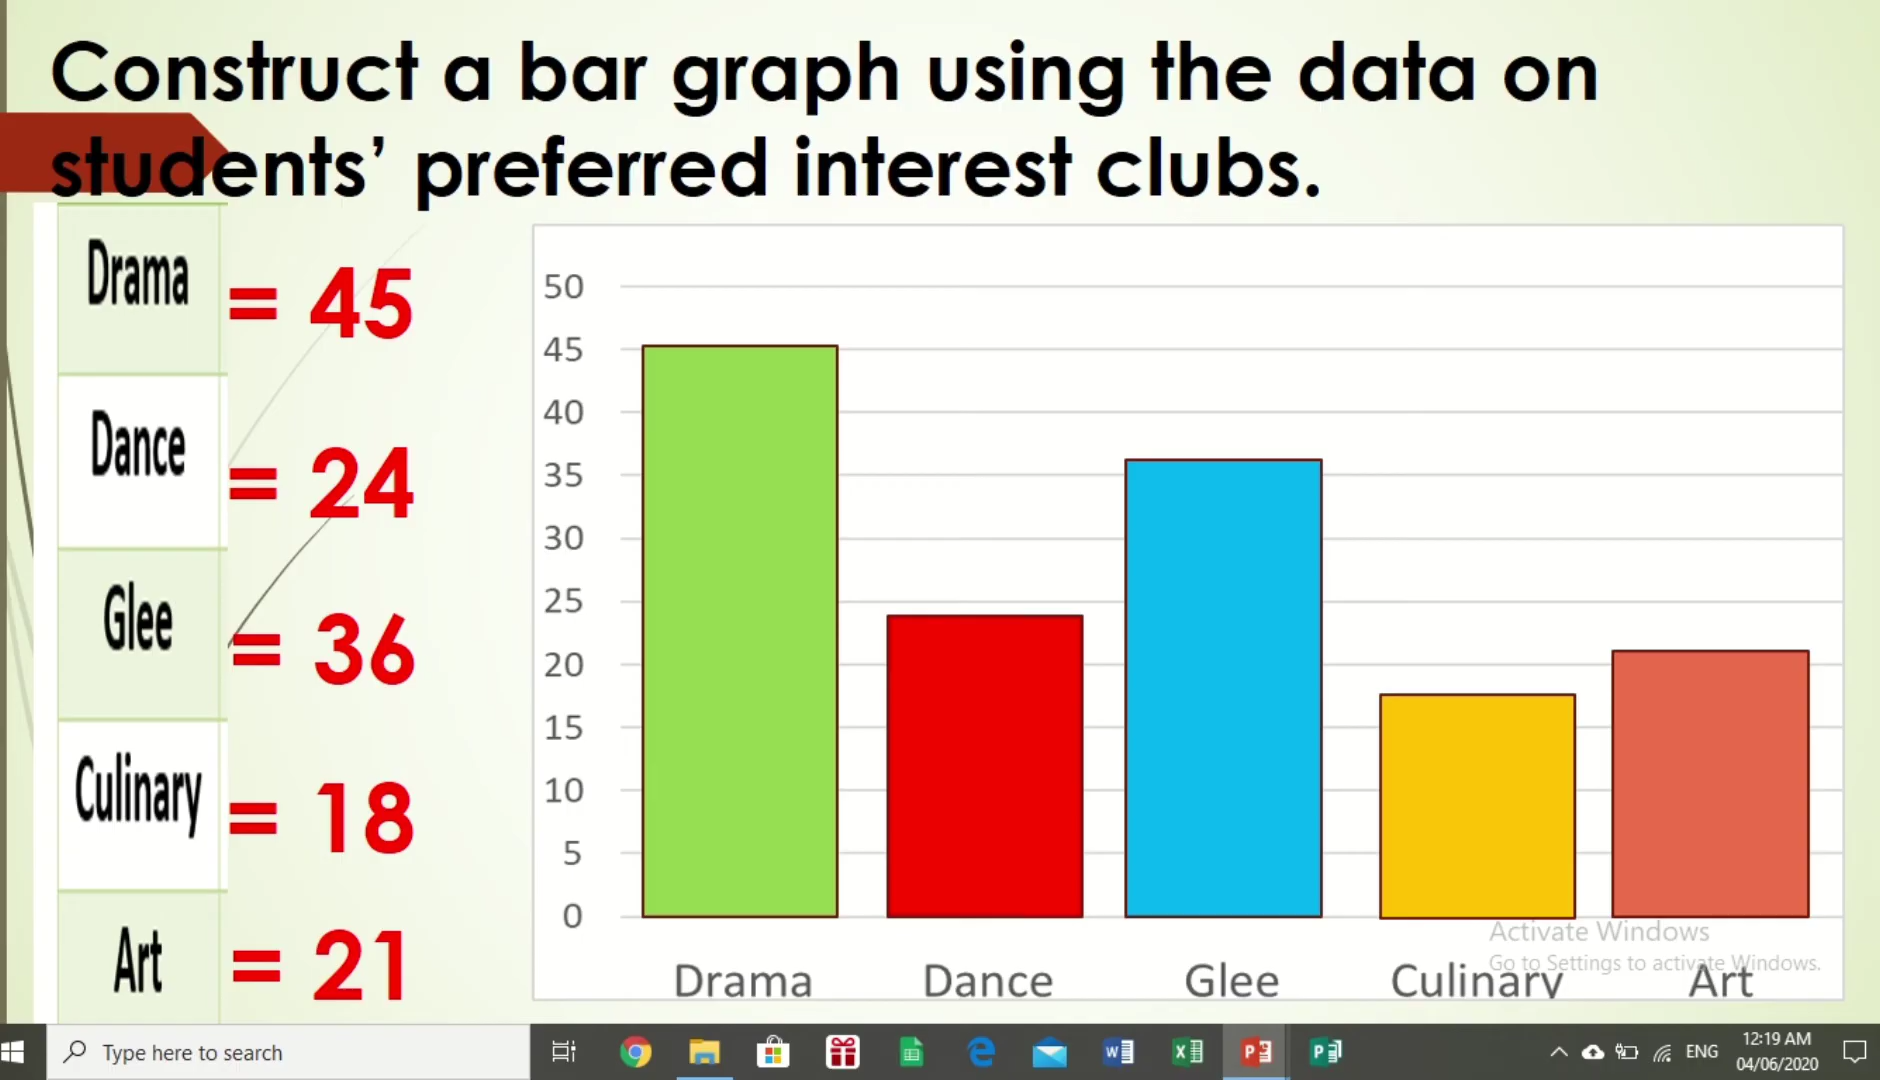 Construct a bar graph using the data on
students’ preferred interest clubs.
Drama = 45
Dance = 24
Glee = 36
Culinary = 18
Art = 21
50
45
40
35
30
25
20
15
10
5
0
Drama Dance Glee Culinary Art
Activate Windows
Go to Settings to activate Windows.
Type here to search
ENG
12:19 AM
04/06/2020